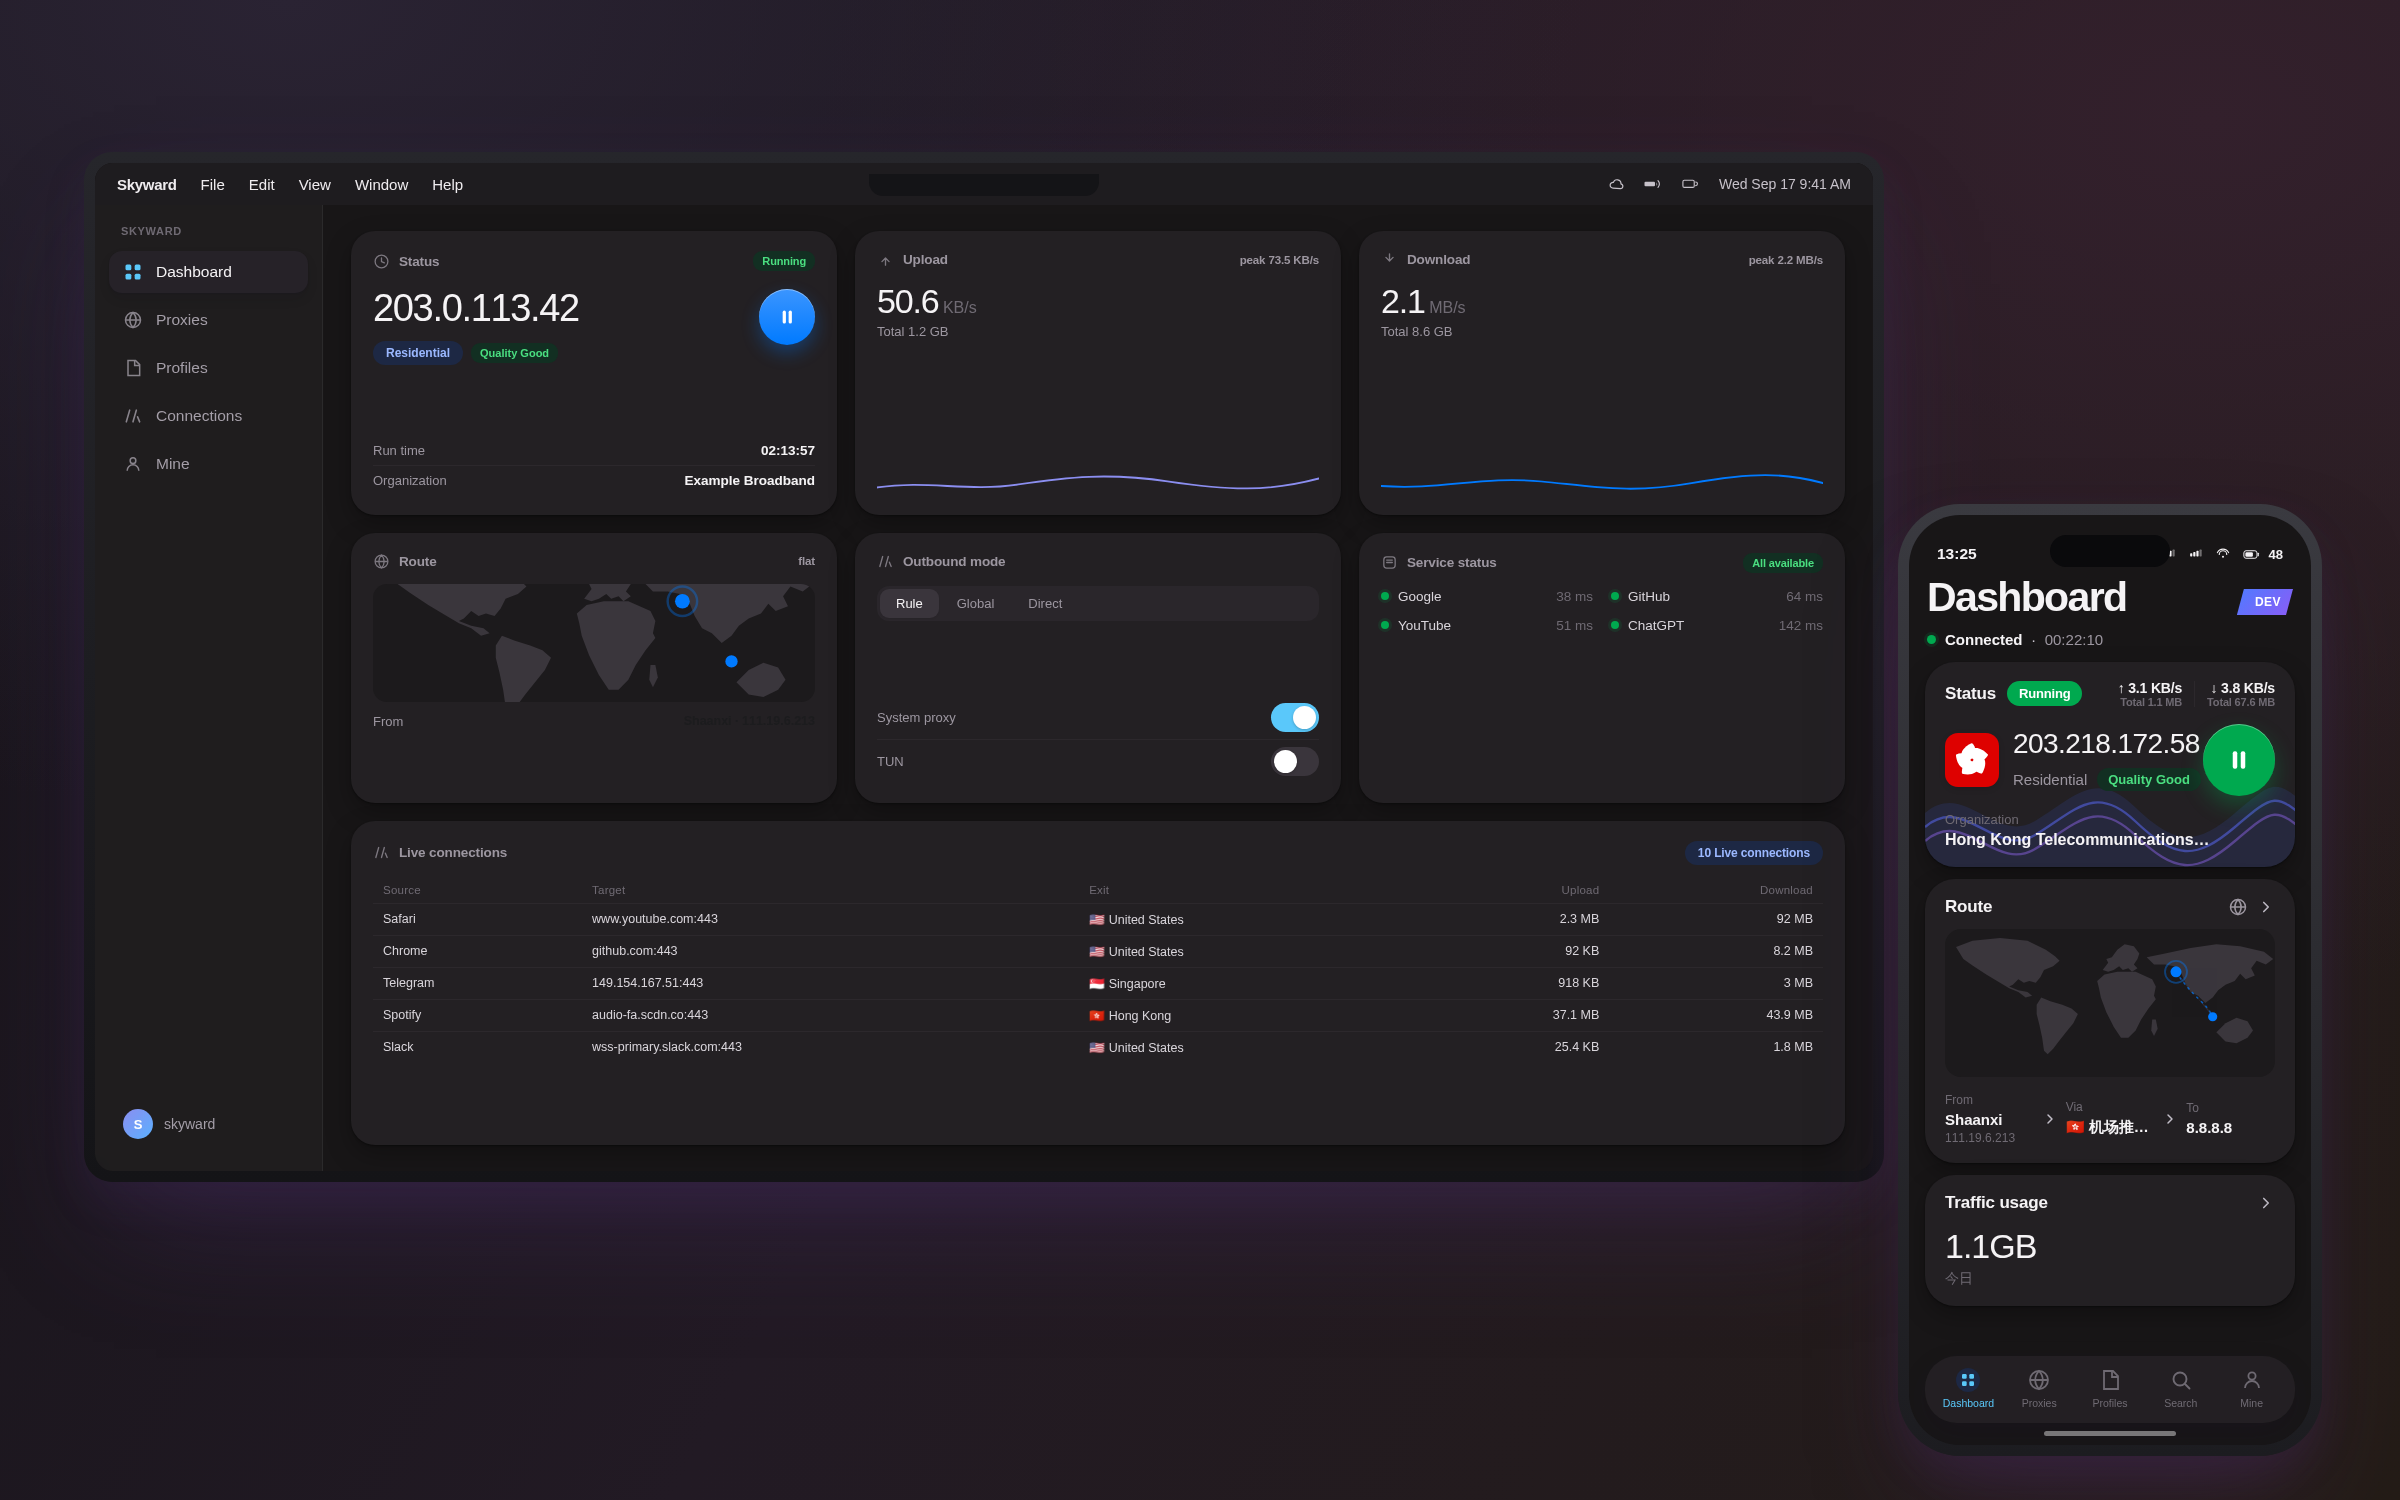 Skyward File Edit View Window Help
Wed Sep 17 9:41 AM
SKYWARD
Dashboard
Proxies
Profiles
Connections
Mine
S skyward
Status Running
203.0.113.42
Residential Quality Good
Run time 02:13:57
Organization Example Broadband
Upload peak 73.5 KB/s
50.6 KB/s
Total 1.2 GB
Download peak 2.2 MB/s
2.1 MB/s
Total 8.6 GB
Route flat
From
Outbound mode
Rule Global Direct
System proxy
TUN
Service status All available
Google 38 ms GitHub 64 ms
YouTube 51 ms ChatGPT 142 ms
Live connections 10 Live connections
Source Target Exit Upload Download
Safari www.youtube.com:443 🇺🇸 United States 2.3 MB 92 MB
Chrome github.com:443 🇺🇸 United States 92 KB 8.2 MB
Telegram 149.154.167.51:443 🇸🇬 Singapore 918 KB 3 MB
Spotify audio-fa.scdn.co:443 🇭🇰 Hong Kong 37.1 MB 43.9 MB
Slack wss-primary.slack.com:443 🇺🇸 United States 25.4 KB 1.8 MB
13:25 48
Dashboard DEV
Connected · 00:22:10
Status Running ↑ 3.1 KB/s ↓ 3.8 KB/s
Total 1.1 MB Total 67.6 MB
203.218.172.58
Residential Quality Good
Organization
Hong Kong Telecommunications…
Route
From Via To
Shaanxi 🇭🇰 机场推… 8.8.8.8
111.19.6.213
Traffic usage
1.1GB
今日
Dashboard Proxies Profiles Search Mine